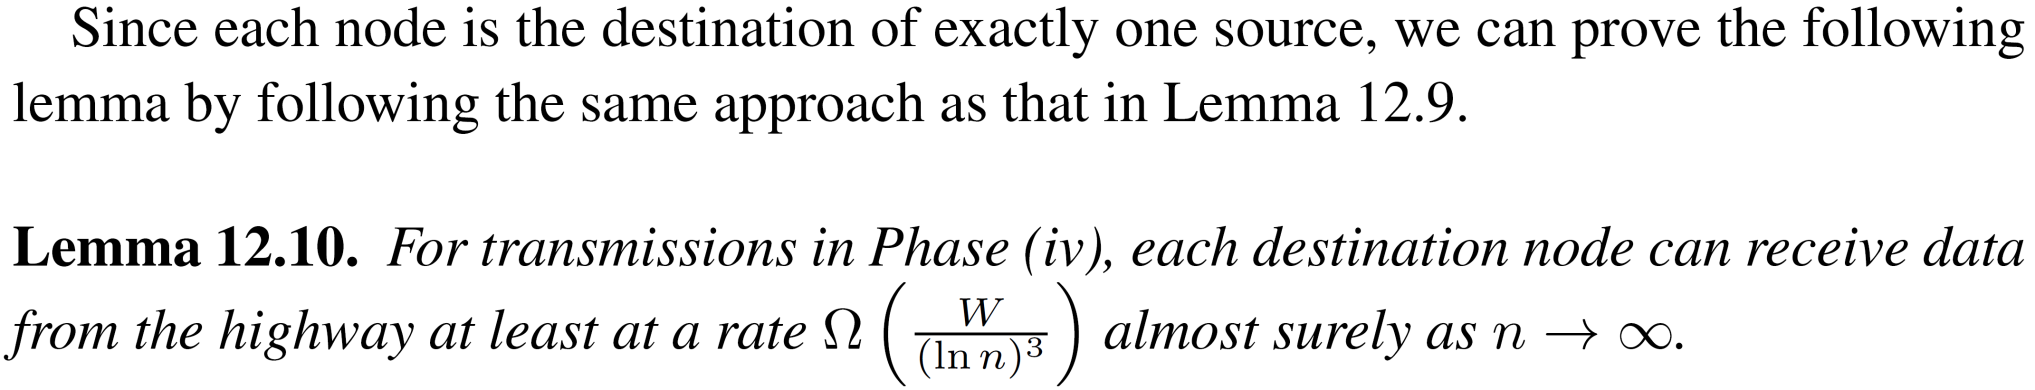 Since each node is the destination of exactly one source, we can prove the following
lemma by following the same approach as that in Lemma 12.9.
Lemma 12.10. For transmissions in Phase (iv), each destination node can receive data
from the highway at least at a rate Ω (W/(ln n)³) almost surely as n → ∞.